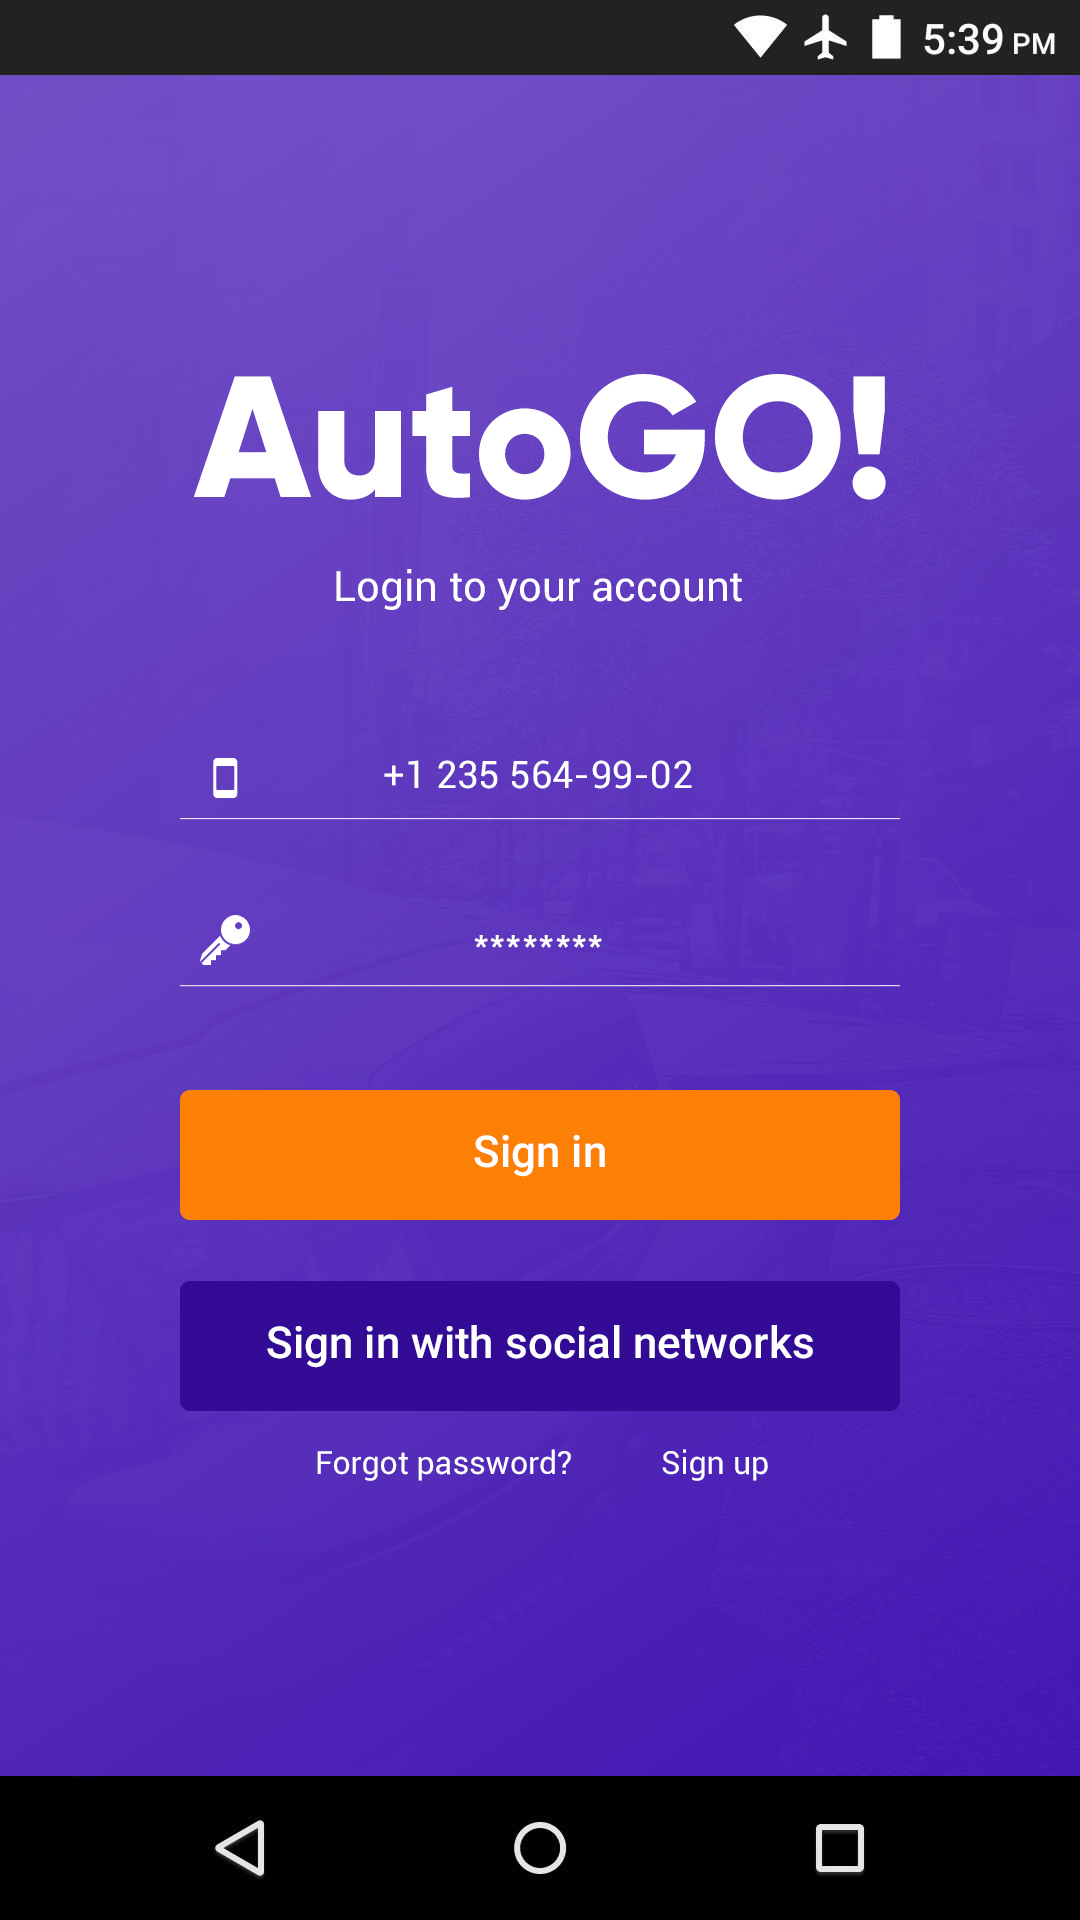 5:39 PM
AutoGO!
Login to your account
+1 235 564-99-02
********
Sign in
Sign in with social networks
Forgot password? Sign up